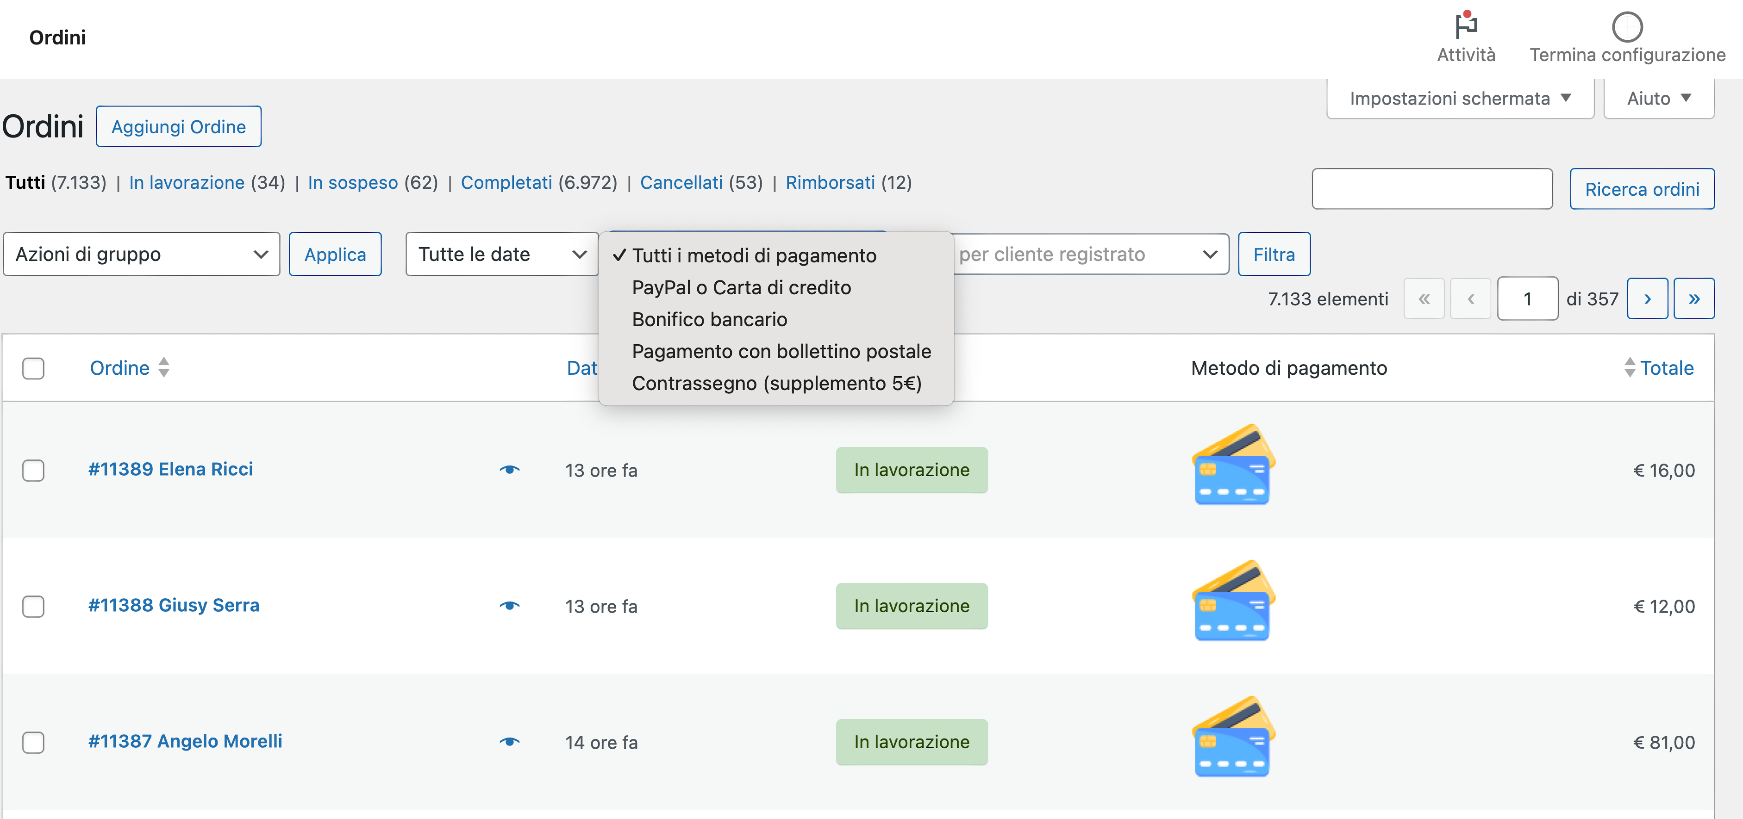 Ordini
Attività
Termina configurazione
Impostazioni schermata ▼
Aiuto ▼
Ordini
Aggiungi Ordine
Tutti (7.133) | In lavorazione (34) | In sospeso (62) | Completati (6.972) | Cancellati (53) | Rimborsati (12)
Ricerca ordini
Azioni di gruppo
Applica
Tutte le date
✓ Tutti i metodi di pagamento
PayPal o Carta di credito
Bonifico bancario
Pagamento con bollettino postale
Contrassegno (supplemento 5€)
per cliente registrato
Filtra
7.133 elementi « ‹ 1 di 357 › »
Ordine
Dat
Metodo di pagamento
Totale
#11389 Elena Ricci
13 ore fa
In lavorazione
€ 16,00
#11388 Giusy Serra
13 ore fa
In lavorazione
€ 12,00
#11387 Angelo Morelli
14 ore fa
In lavorazione
€ 81,00